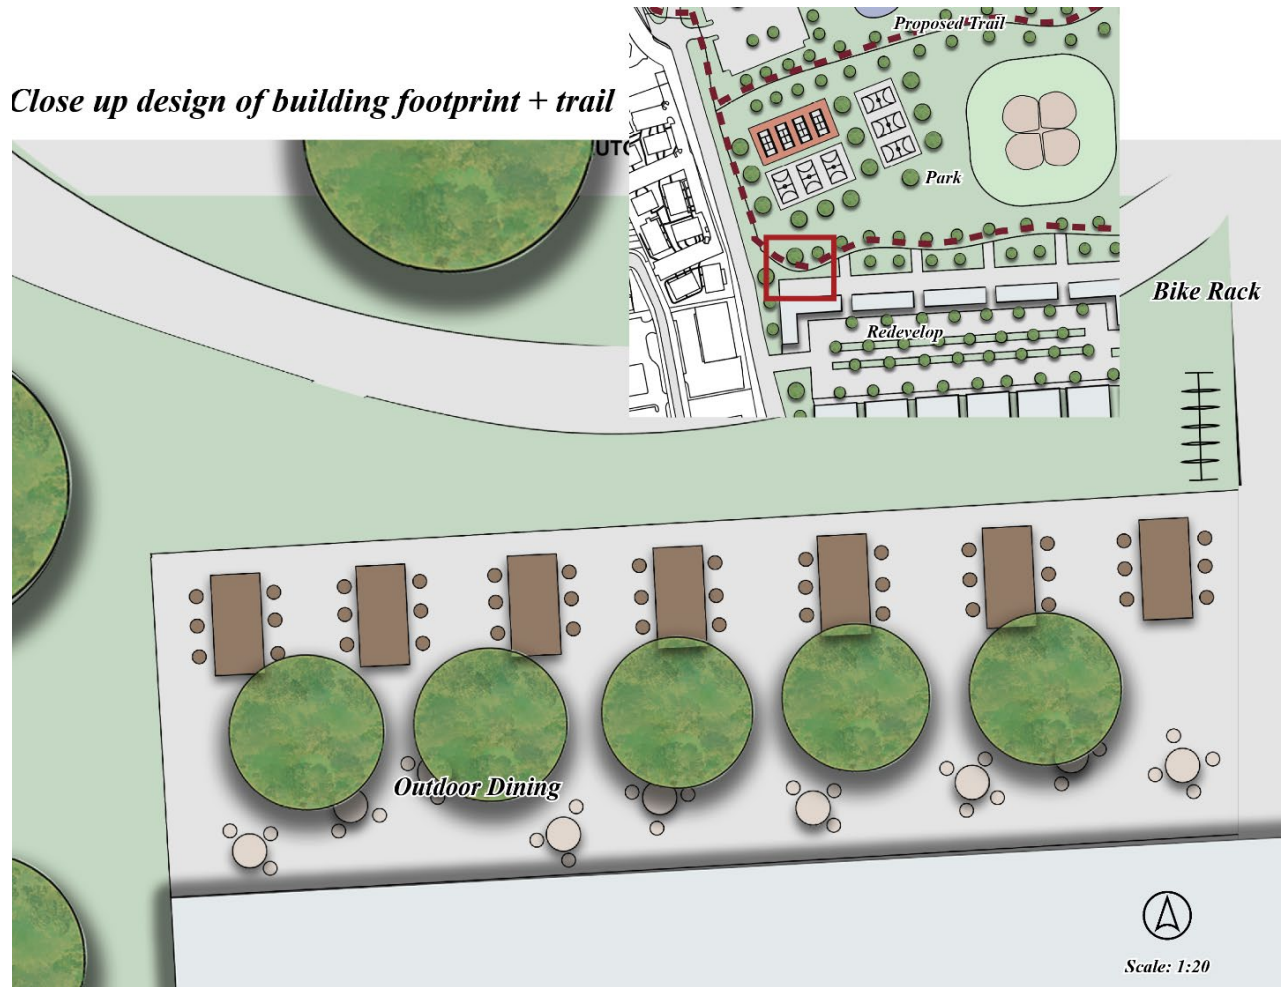 Close up design of building footprint + trail
Proposed Trail
Park
Redevelop
Bike Rack
Outdoor Dining
Scale: 1:20